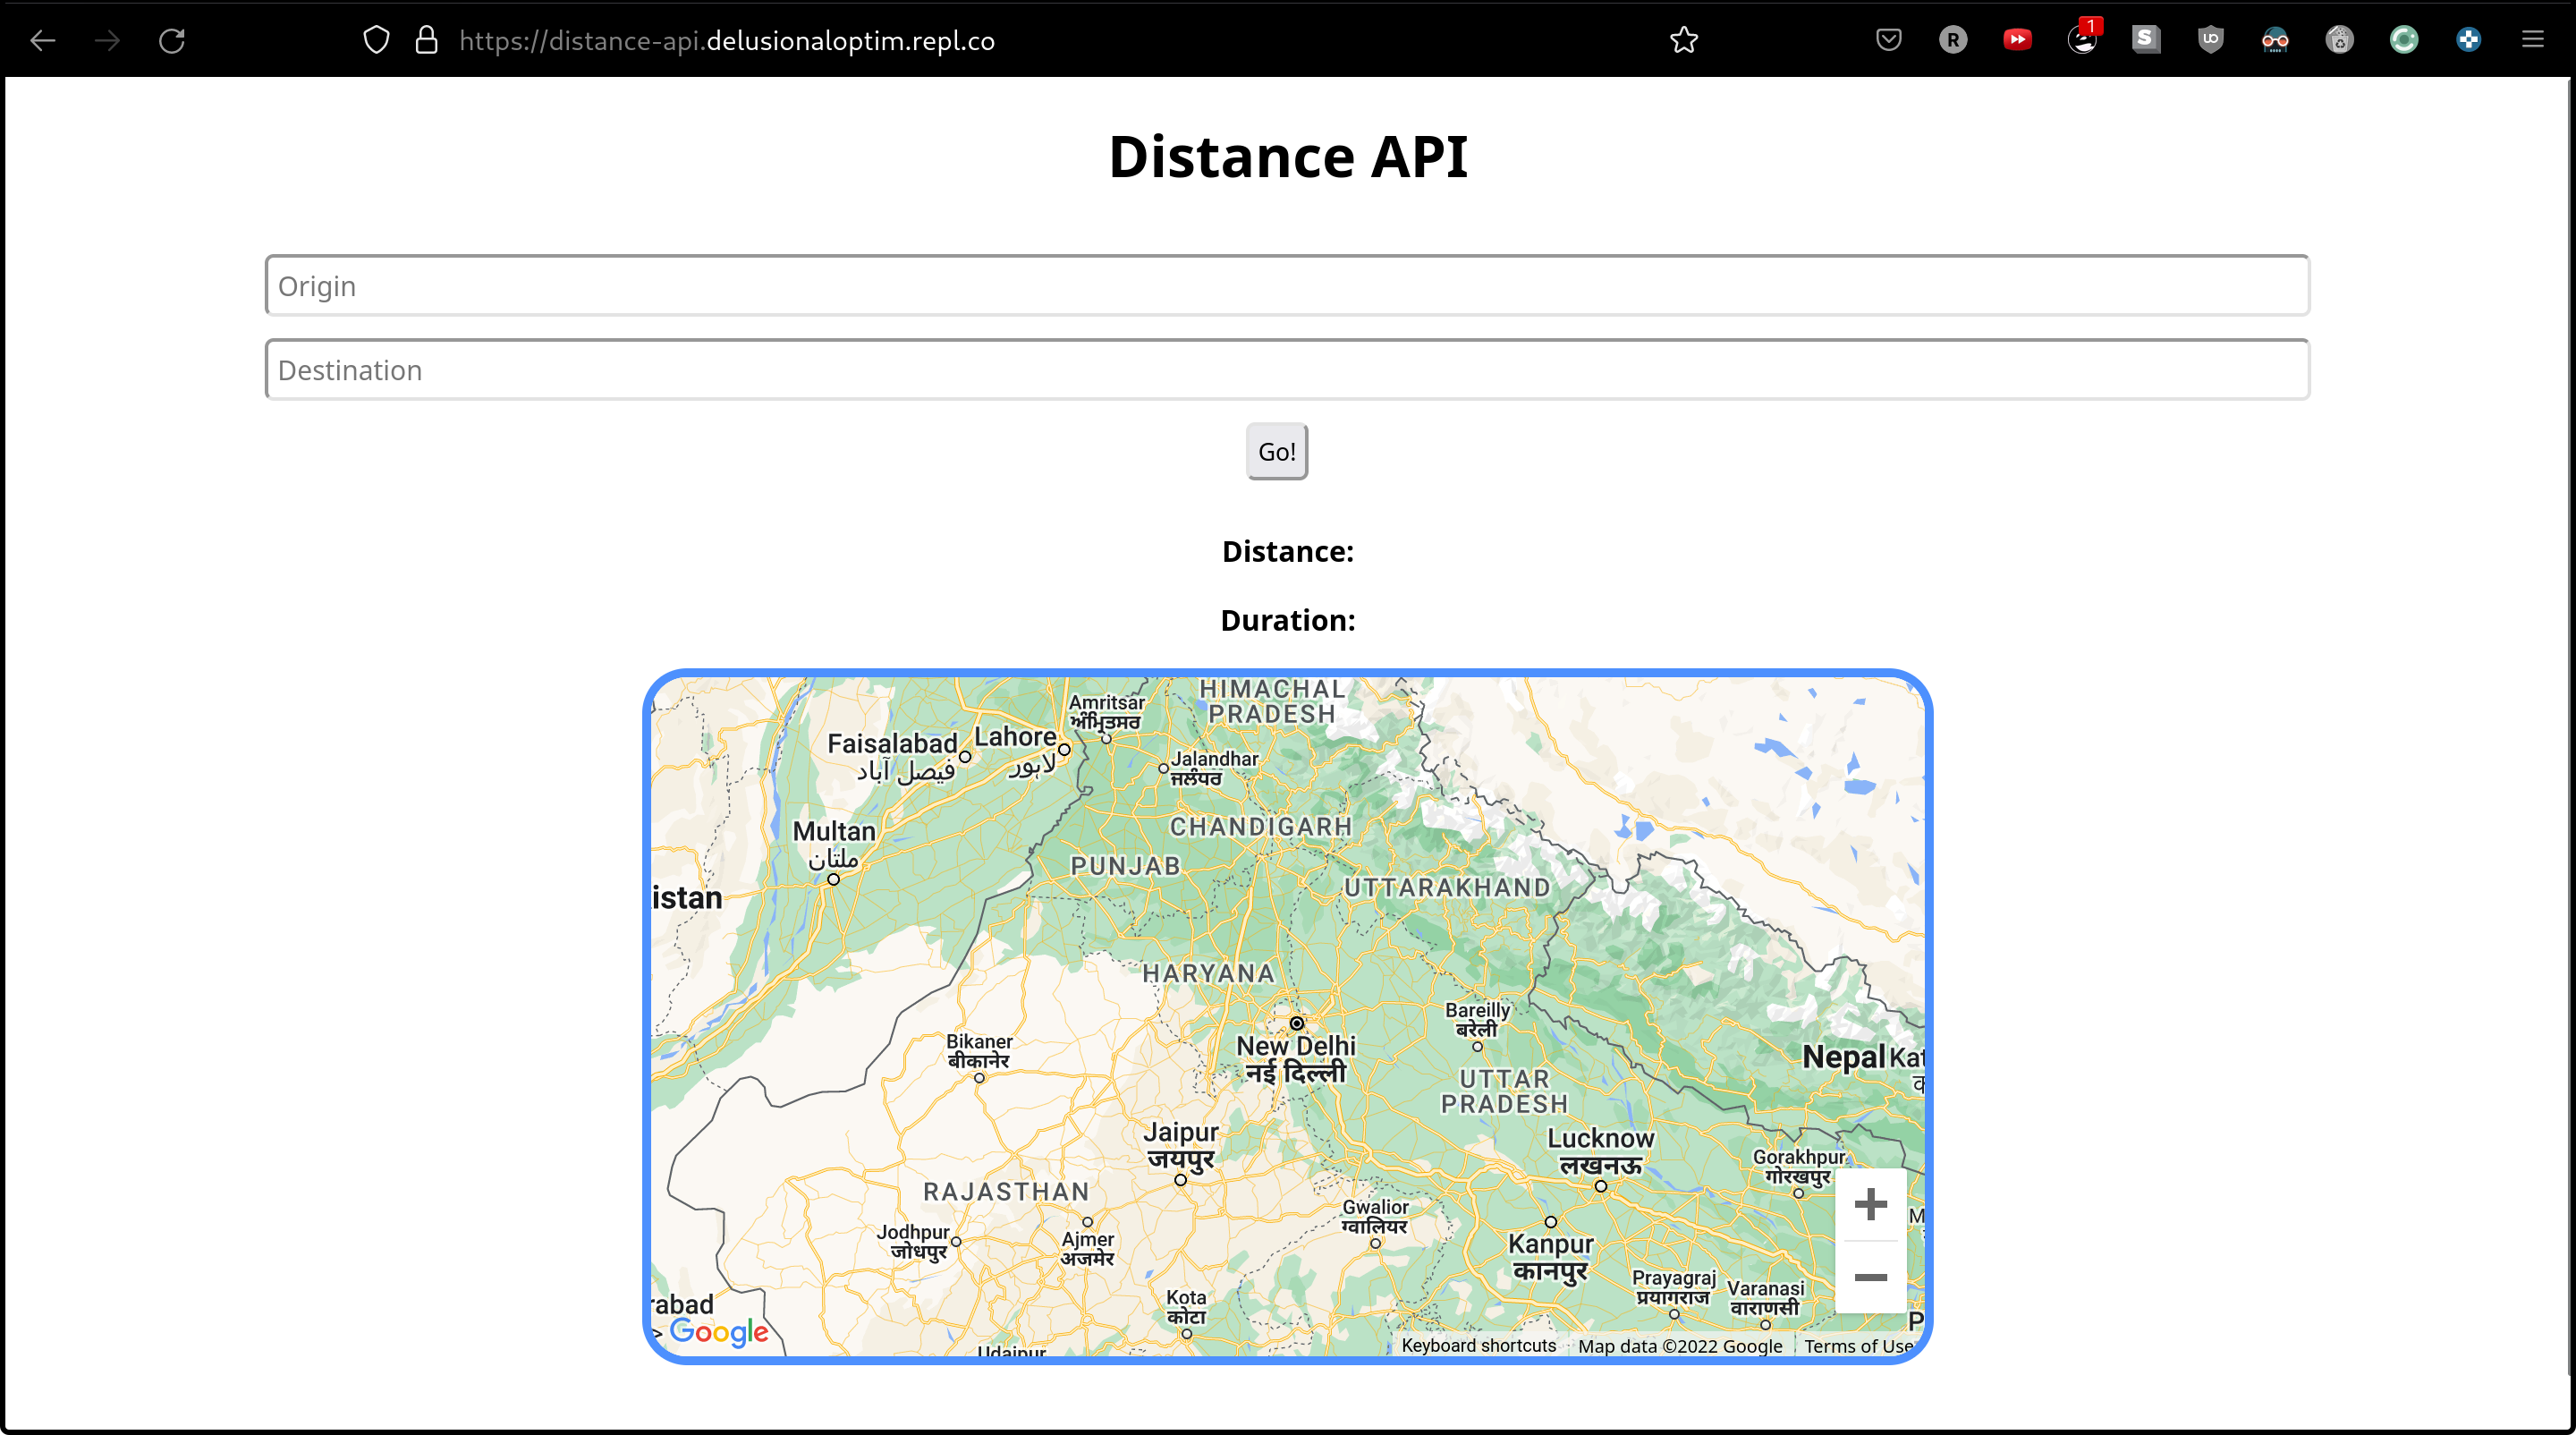 https://distance-api.delusionaloptim.repl.co
R
1
S
Distance API
Origin
Destination
Go!
Distance:
Duration:
HIMACHAL
PRADESH
Amritsar
ਅੰਮ੍ਰਿਤਸਰ
Faisalabad
فیصل آباد
Lahore
لاہور
Jalandhar
ਜਲੰਧਰ
CHANDIGARH
Multan
ملتان
PUNJAB
UTTARAKHAND
istan
HARYANA
Bareilly
बरेली
New Delhi
नई दिल्ली
Bikaner
बीकानेर
Nepal
Kat
UTTAR
PRADESH
Jaipur
जयपुर
Lucknow
लखनऊ
Gorakhpur
गोरखपुर
RAJASTHAN
Gwalior
ग्वालियर
M
Jodhpur
जोधपुर
Ajmer
अजमेर
Kanpur
कानपुर
Prayagraj
प्रयागराज
Varanasi
वाराणसी
Kota
कोटा
rabad
P
Google
Udaipur
Keyboard shortcuts
Map data ©2022 Google
Terms of Use